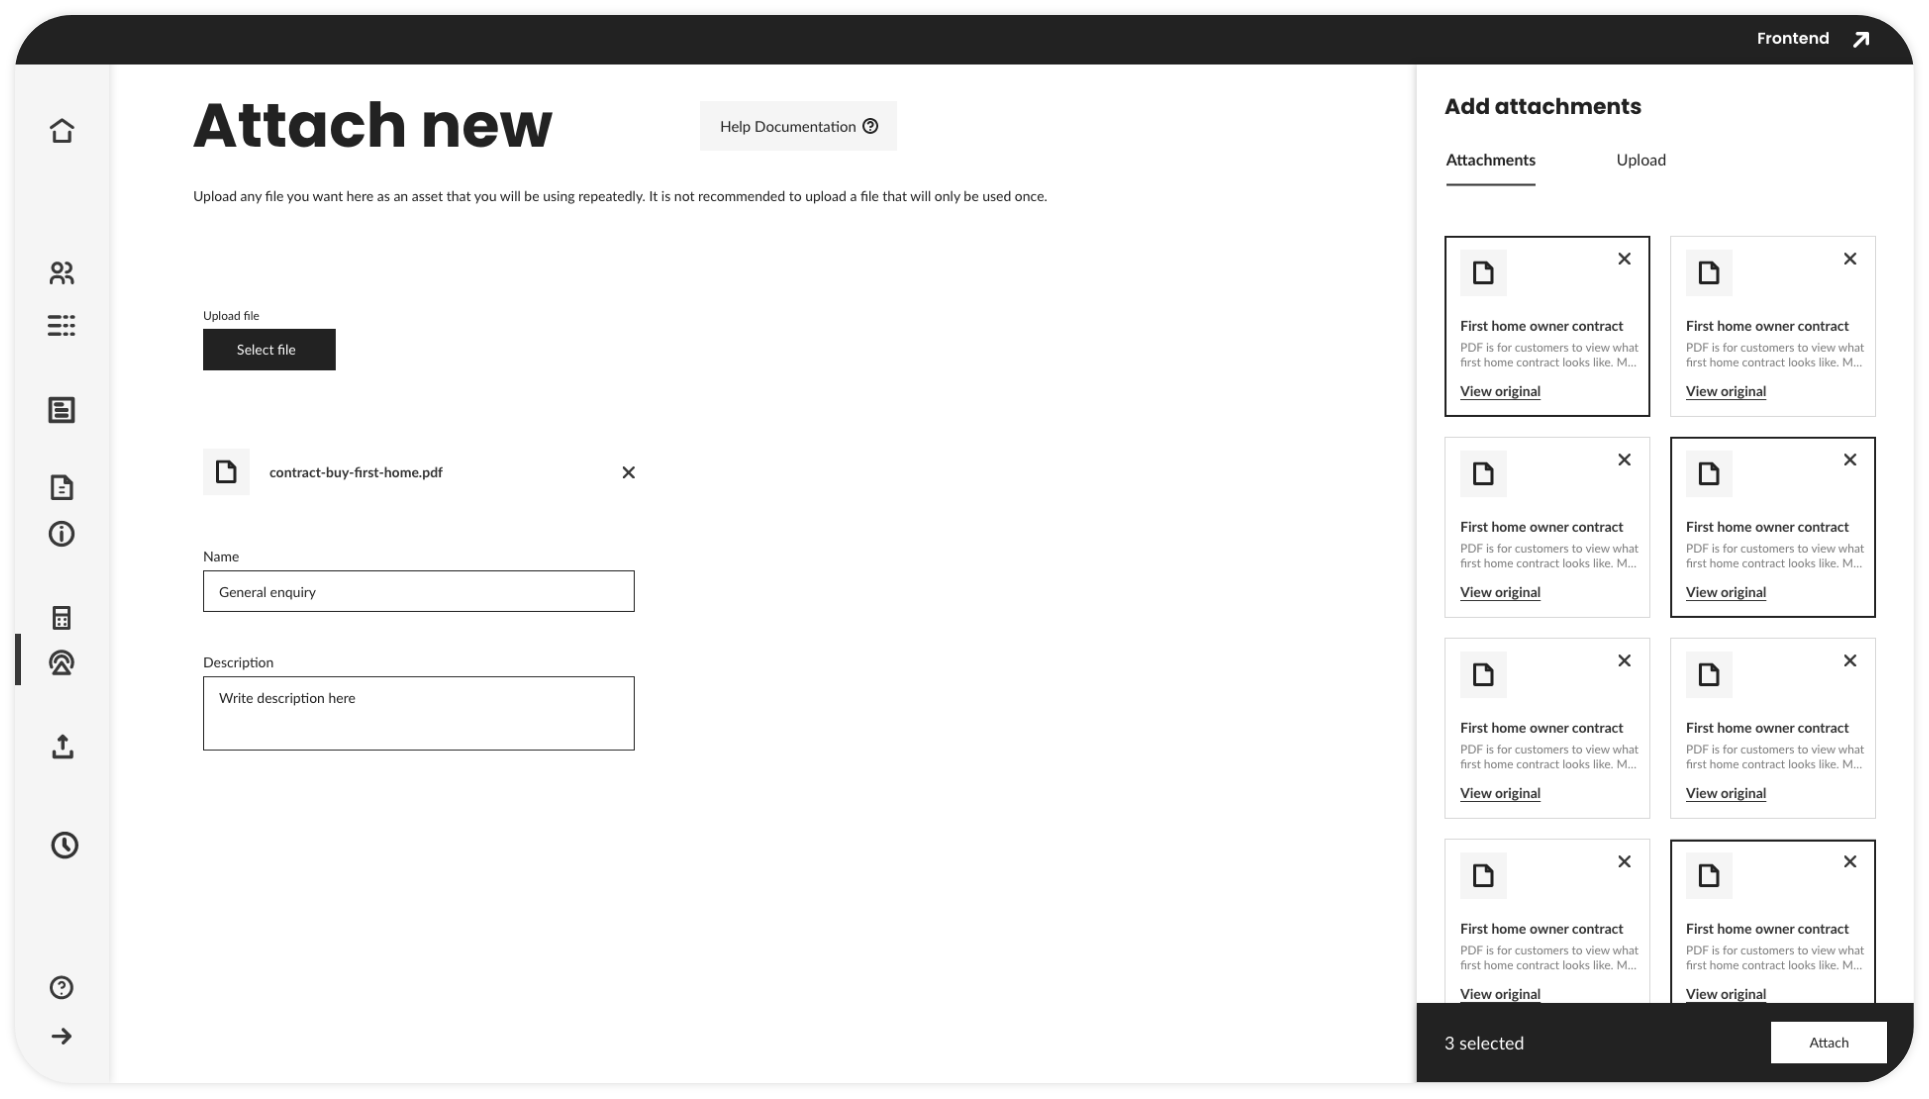 Frontend
Attach new
Help Documentation
Upload any file you want here as an asset that you will be using repeatedly. It is not recommended to upload a file that will only be used once.
Upload file
Select file
contract-buy-first-home.pdf
Name
General enquiry
Description
Write description here
Add attachments
Attachments
Upload
First home owner contract
PDF is for customers to view what
first home contract looks like. M...
View original
First home owner contract
PDF is for customers to view what
first home contract looks like. M...
View original
First home owner contract
PDF is for customers to view what
first home contract looks like. M...
View original
First home owner contract
PDF is for customers to view what
first home contract looks like. M...
View original
First home owner contract
PDF is for customers to view what
first home contract looks like. M...
View original
First home owner contract
PDF is for customers to view what
first home contract looks like. M...
View original
First home owner contract
PDF is for customers to view what
first home contract looks like. M...
View original
First home owner contract
PDF is for customers to view what
first home contract looks like. M...
View original
3 selected
Attach